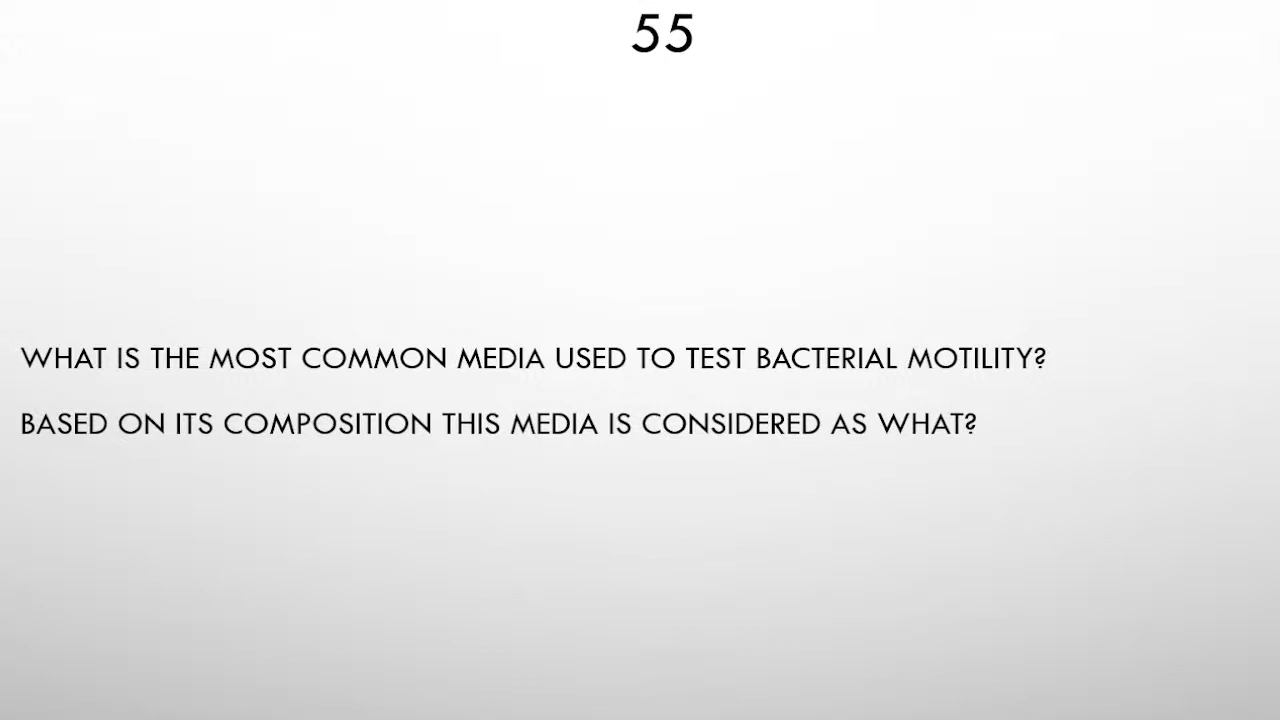 55
WHAT IS THE MOST COMMON MEDIA USED TO TEST BACTERIAL MOTILITY?
BASED ON ITS COMPOSITION THIS MEDIA IS CONSIDERED AS WHAT?